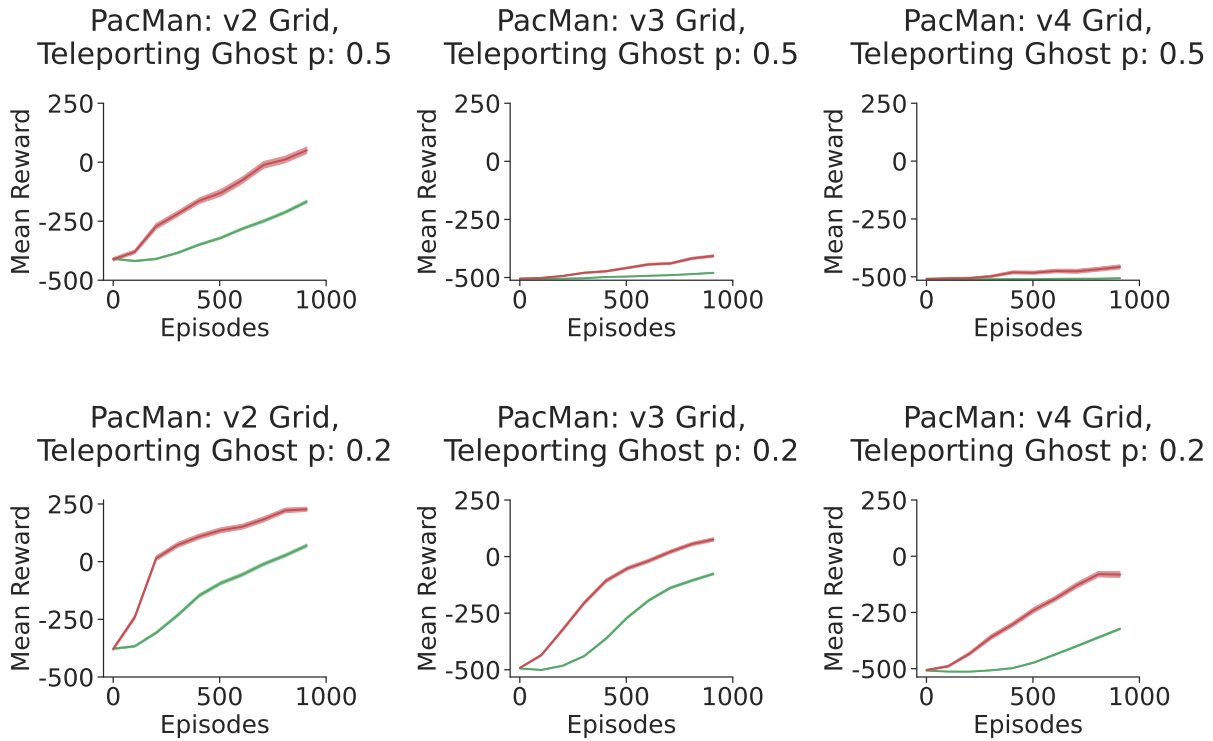 PacMan: v2 Grid,
Teleporting Ghost p: 0.5
250
0
-250
-500
Mean Reward
0
500
1000
Episodes
PacMan: v3 Grid,
Teleporting Ghost p: 0.5
250
0
-250
-500
Mean Reward
0
500
1000
Episodes
PacMan: v4 Grid,
Teleporting Ghost p: 0.5
250
0
-250
-500
Mean Reward
0
500
1000
Episodes
PacMan: v2 Grid,
Teleporting Ghost p: 0.2
250
0
-250
-500
Mean Reward
0
500
1000
Episodes
PacMan: v3 Grid,
Teleporting Ghost p: 0.2
250
0
-250
-500
Mean Reward
0
500
1000
Episodes
PacMan: v4 Grid,
Teleporting Ghost p: 0.2
250
0
-250
-500
Mean Reward
0
500
1000
Episodes